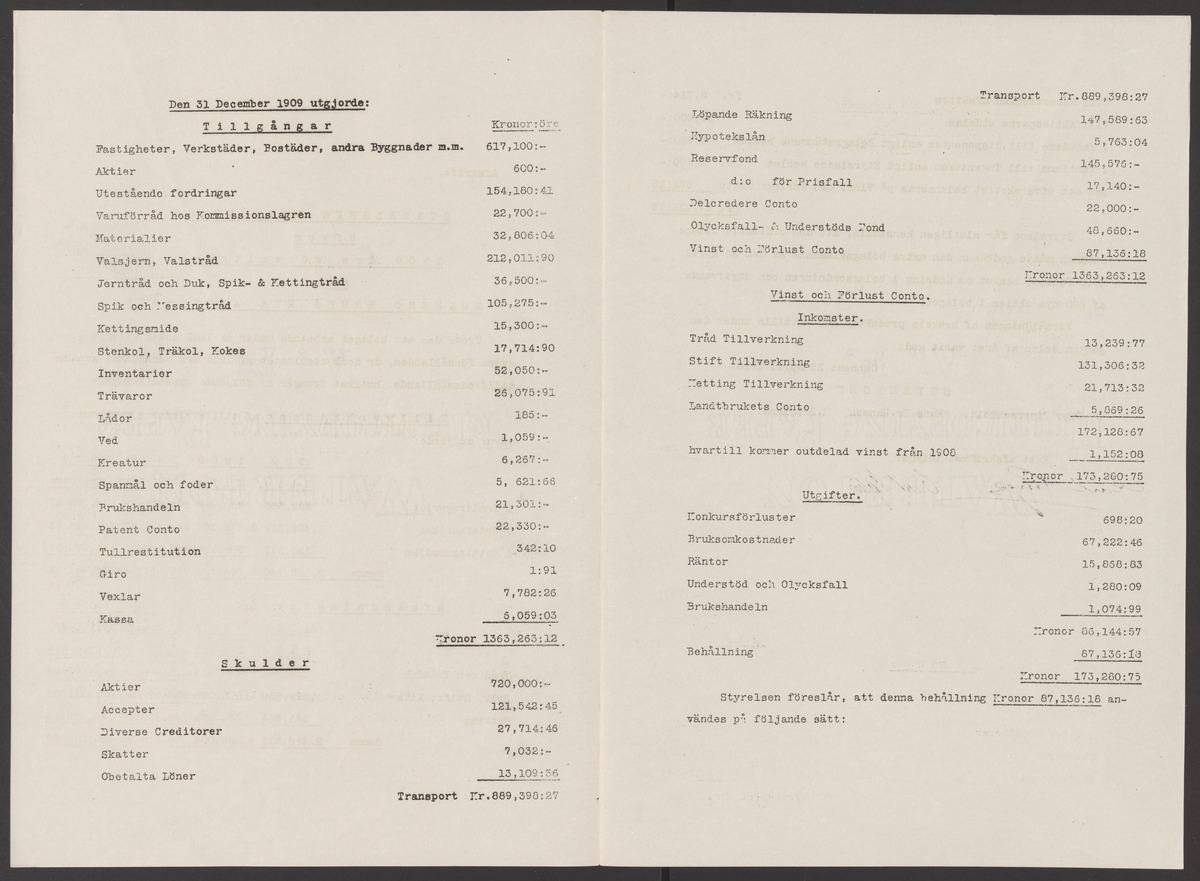 Den 31 December 1909 utgjorde:
Tillgångar Kronor:öre
Fastigheter, Verkstäder, Bostäder, andra Byggnader m.m. 617,100:-
Aktier 600:-
Utestående fordringar 154,180:41
Varuförråd hos Kommissionslagren 22,700:-
Materialier 32,806:04
Valsjern, Valstråd 212,011:90
Jerntråd och Duk, Spik- & Kettingtråd 36,500:-
Spik och Messingtråd 105,275:-
Kettingsmide 15,300:-
Stenkol, Träkol, Kokes 17,714:90
Inventarier 52,050:-
Trävaror 26,075:91
Lådor 185:-
Ved 1,059:-
Kreatur 6,267:-
Spanmål och foder 5, 621:66
Brukshandeln 21,301:-
Patent Conto 22,330:-
Tullrestitution 342:10
Giro 1:91
Vexlar 7,782:26
Kassa 6,059:03
Kronor 1363,263:12.
Skulder
Aktier 720,000:-
Accepter 121,542:45
Diverse Creditorer 27,714:46
Skatter 7,032:-
Obetalta Löner 13,109:36
Transport Kr.889,398:27
Transport Kr.889,398:27
Löpande Räkning 147,589:63
Hypotekslån 5,763:04
Reservfond 145,576:-
d:o för Prisfall 17,140:-
Delcredere Conto 22,000:-
Olycksfall- & Understöds Fond 48,660:-
Vinst och Förlust Conto 87,136:18
Kronor 1363,263:12
Vinst och Förlust Conto.
Inkomster.
Tråd Tillverkning 13,239:77
Stift Tillverkning 131,306:32
Ketting Tillverkning 21,713:32
Landtbrukets Conto 5,869:26
172,128:67
hvartill kommer outdelad vinst från 1908 1,152:08
Kronor 173,280:75
Utgifter.
Konkursförluster 698:20
Bruksomkostnader 67,222:46
Räntor 15,868:83
Understöd och Olycksfall 1,280:09
Brukshandeln 1,074:99
Kronor 86,144:57
Behållning 87,136:18
Kronor 173,280:75
Styrelsen föreslår, att denna behållning Kronor 87,136:18 an-
vändes på följande sätt: